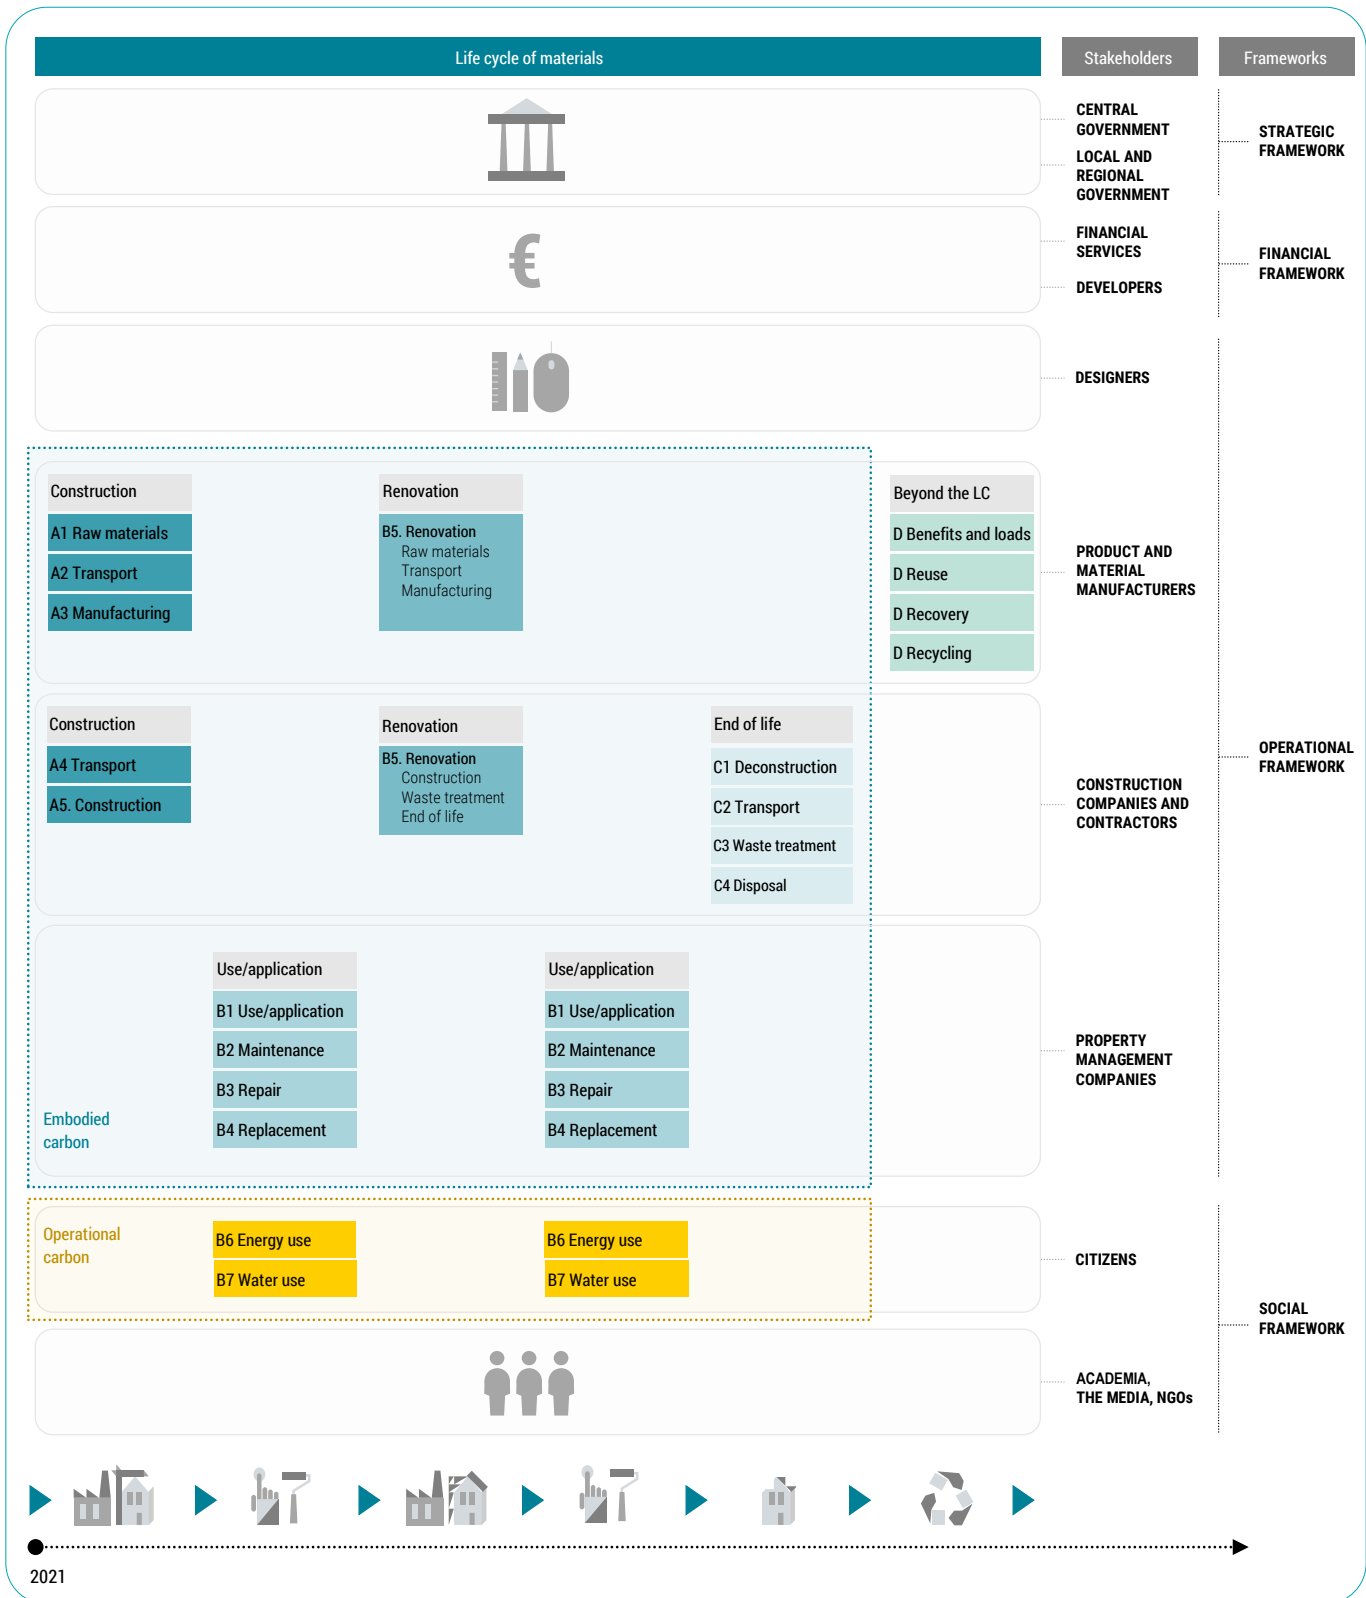 Life cycle of materials
Stakeholders
Frameworks
CENTRAL
GOVERNMENT
LOCAL AND
REGIONAL
GOVERNMENT
STRATEGIC
FRAMEWORK
€
FINANCIAL
SERVICES
DEVELOPERS
FINANCIAL
FRAMEWORK
DESIGNERS
Construction
A1 Raw materials
A2 Transport
A3 Manufacturing
Renovation
B5. Renovation
Raw materials
Transport
Manufacturing
Beyond the LC
D Benefits and loads
D Reuse
D Recovery
D Recycling
PRODUCT AND
MATERIAL
MANUFACTURERS
Construction
A4 Transport
A5. Construction
Renovation
B5. Renovation
Construction
Waste treatment
End of life
End of life
C1 Deconstruction
C2 Transport
C3 Waste treatment
C4 Disposal
CONSTRUCTION
COMPANIES AND
CONTRACTORS
OPERATIONAL
FRAMEWORK
Use/application
B1 Use/application
B2 Maintenance
B3 Repair
B4 Replacement
Use/application
B1 Use/application
B2 Maintenance
B3 Repair
B4 Replacement
Embodied
carbon
PROPERTY
MANAGEMENT
COMPANIES
Operational
carbon
B6 Energy use
B7 Water use
B6 Energy use
B7 Water use
CITIZENS
SOCIAL
FRAMEWORK
ACADEMIA,
THE MEDIA, NGOs
2021